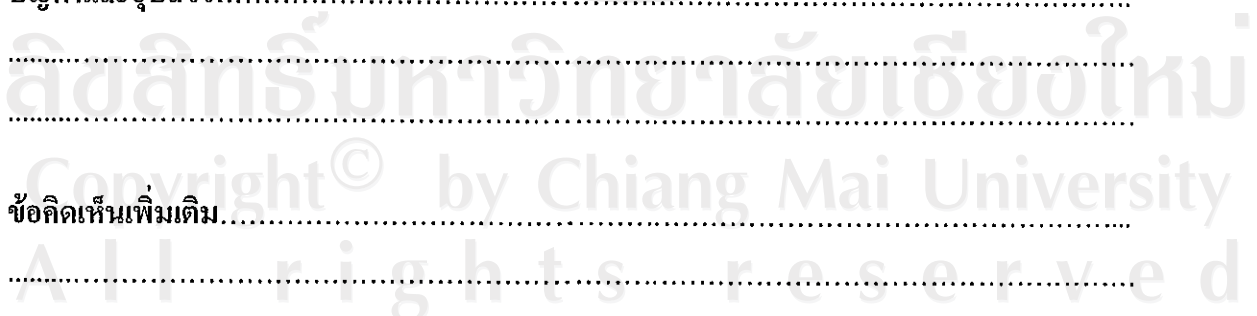 ..........
..........
ลิขสิทธิ์มหาวิทยาลัยเชียงใหม่
..........
Copyright© by Chiang Mai University
ข้อคิดเห็นเพิ่มเติม..........
All rights reserved
..........